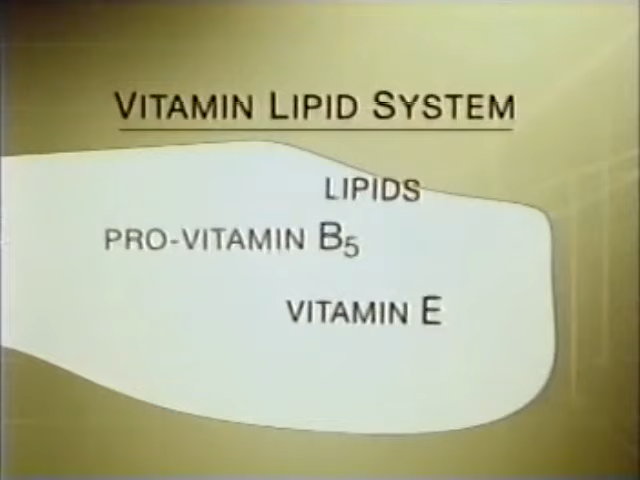 VITAMIN LIPID SYSTEM
LIPIDS
PRO-VITAMIN B5
VITAMIN E